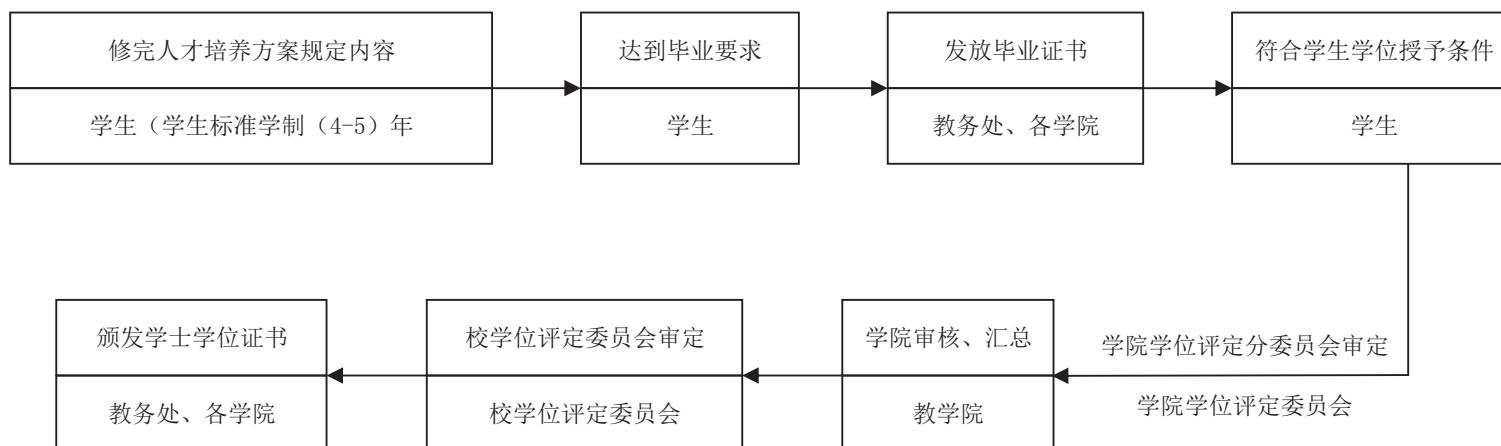 修完人才培养方案规定内容
学生（学生标准学制（4-5）年
达到毕业要求
学生
发放毕业证书
教务处、各学院
符合学生学位授予条件
学生
学院学位评定分委员会审定
学院学位评定委员会
学院审核、汇总
教学院
校学位评定委员会审定
校学位评定委员会
颁发学士学位证书
教务处、各学院